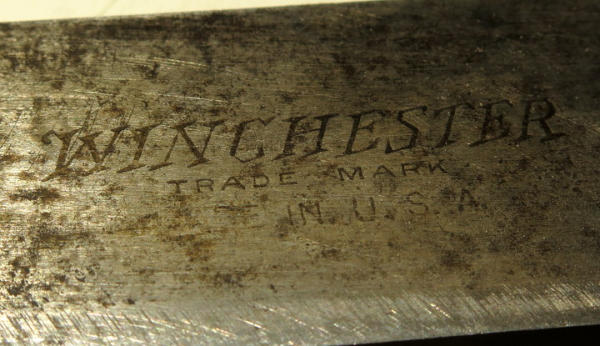 WINCHESTER
TRADE MARK
IN U.S.A.